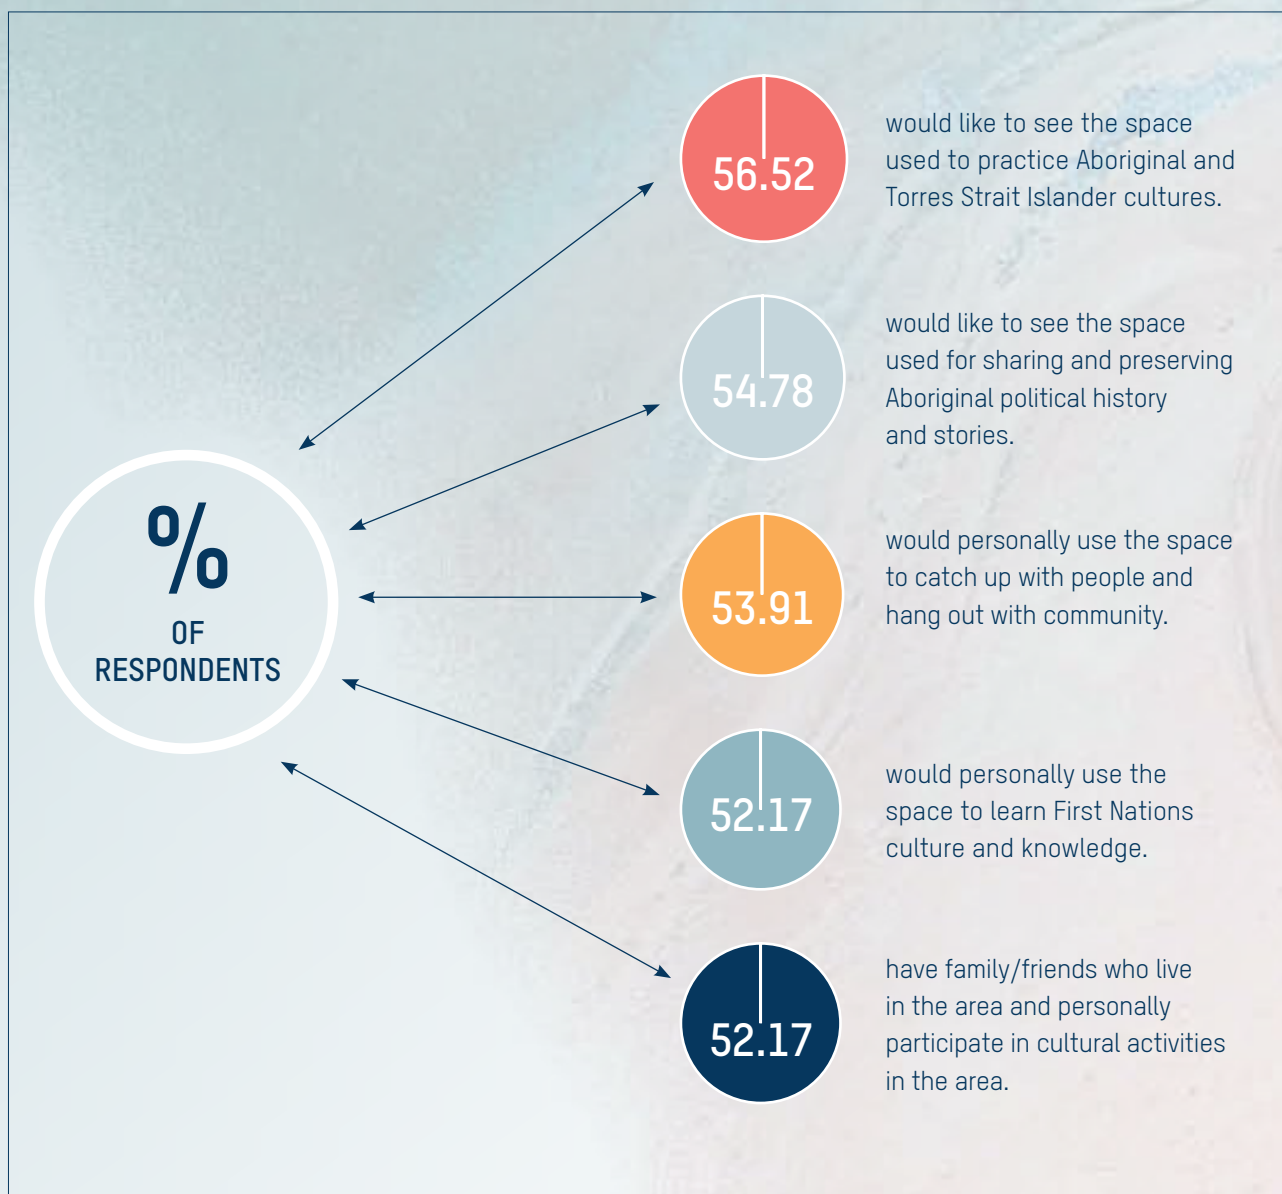 %
OF
RESPONDENTS
56.52
would like to see the space
used to practice Aboriginal and
Torres Strait Islander cultures.
54.78
would like to see the space
used for sharing and preserving
Aboriginal political history
and stories.
53.91
would personally use the space
to catch up with people and
hang out with community.
52.17
would personally use the
space to learn First Nations
culture and knowledge.
52.17
have family/friends who live
in the area and personally
participate in cultural activities
in the area.